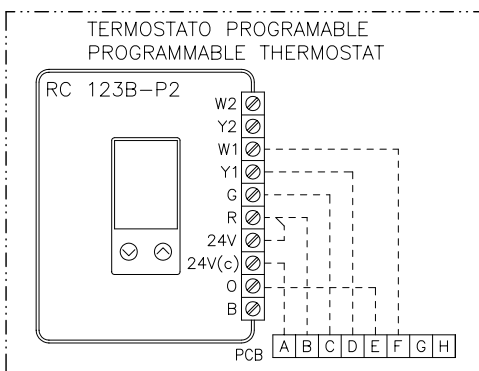 TERMOSTATO PROGRAMABLE
PROGRAMMABLE THERMOSTAT
RC 123B-P2
W2
Y2
W1
Y1
G
R
24V
24V(c)
O
B
PCB
A B C D E F G H